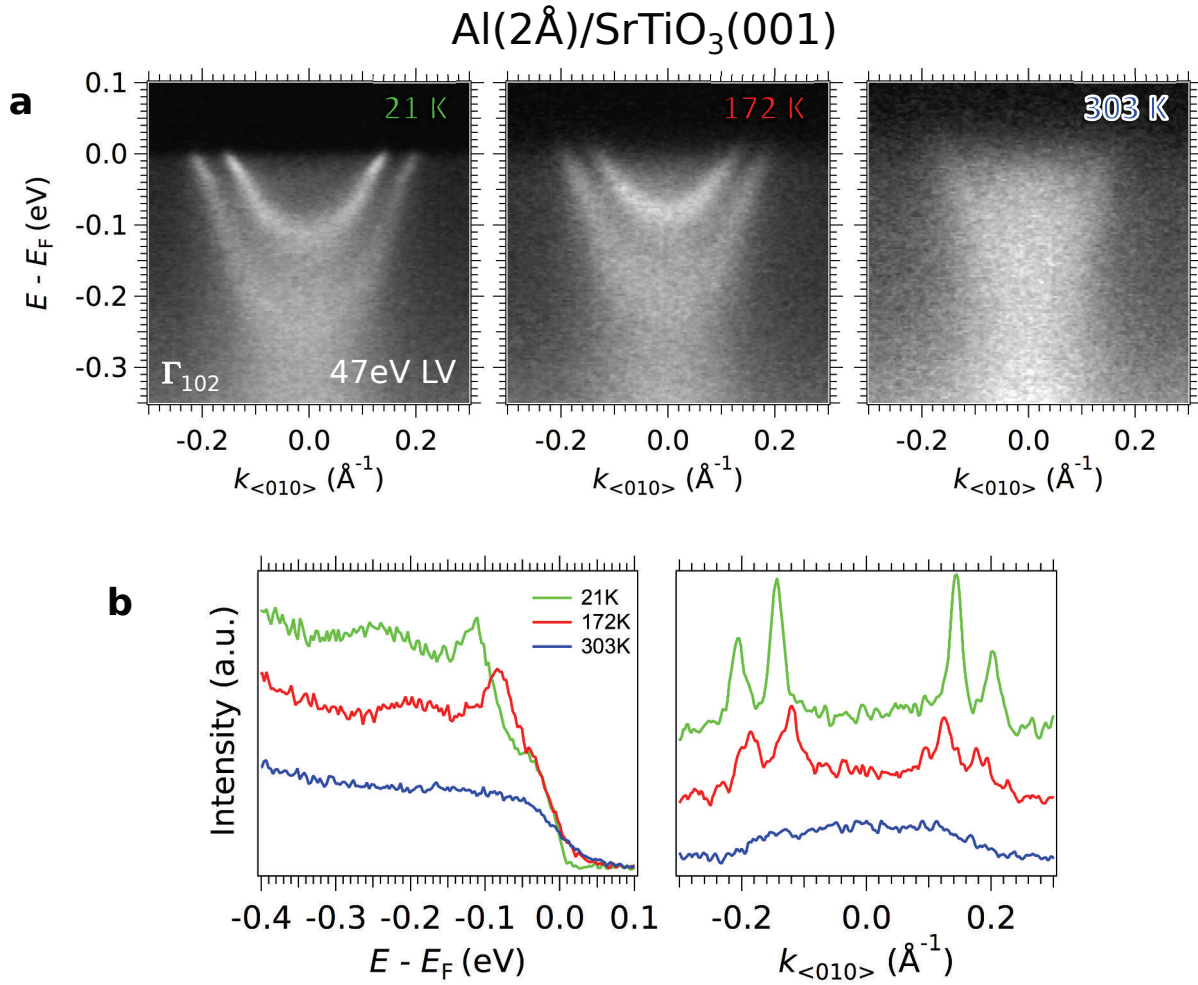 Al(2Å)/SrTiO₃(001)
a
21 K
172 K
303 K
0.1
0.0
-0.1
-0.2
-0.3
E - E_F (eV)
Γ₁₀₂
47eV LV
-0.2 0.0 0.2
-0.2 0.0 0.2
-0.2 0.0 0.2
k<010> (Å⁻¹)
k<010> (Å⁻¹)
k<010> (Å⁻¹)
b
Intensity (a.u.)
21K
172K
303K
-0.4 -0.3 -0.2 -0.1 0.0 0.1
-0.2 0.0 0.2
E - E_F (eV)
k<010> (Å⁻¹)